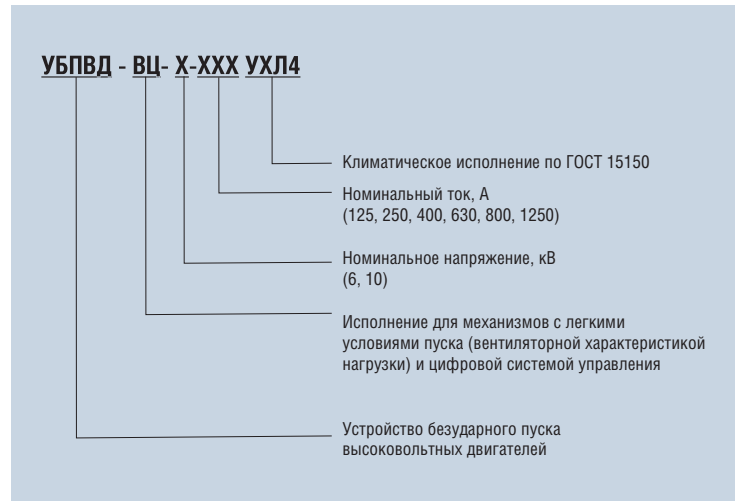 УБПВД - ВЦ- Х-ХХХ УХЛ4
Климатическое исполнение по ГОСТ 15150
Номинальный ток, А
(125, 250, 400, 630, 800, 1250)
Номинальное напряжение, кВ
(6, 10)
Исполнение для механизмов с легкими
условиями пуска (вентиляторной характеристикой
нагрузки) и цифровой системой управления
Устройство безударного пуска
высоковольтных двигателей